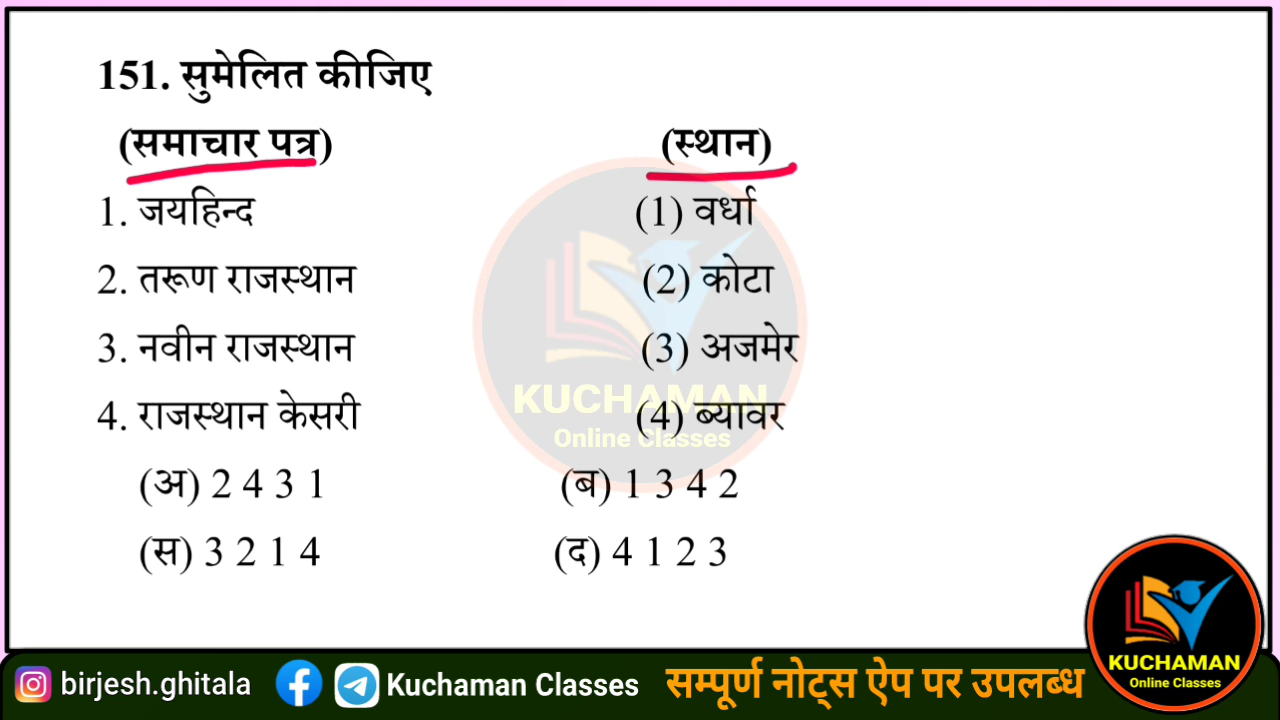 151. सुमेलित कीजिए
(समाचार पत्र) (स्थान)
1. जयहिन्द (1) वर्धा
2. तरूण राजस्थान (2) कोटा
3. नवीन राजस्थान (3) अजमेर
4. राजस्थान केसरी (4) ब्यावर
(अ) 2 4 3 1 (ब) 1 3 4 2
(स) 3 2 1 4 (द) 4 1 2 3
KUCHAMAN
Online Classes
birjesh.ghitala Kuchaman Classes सम्पूर्ण नोट्स ऐप पर उपलब्ध
KUCHAMAN
Online Classes